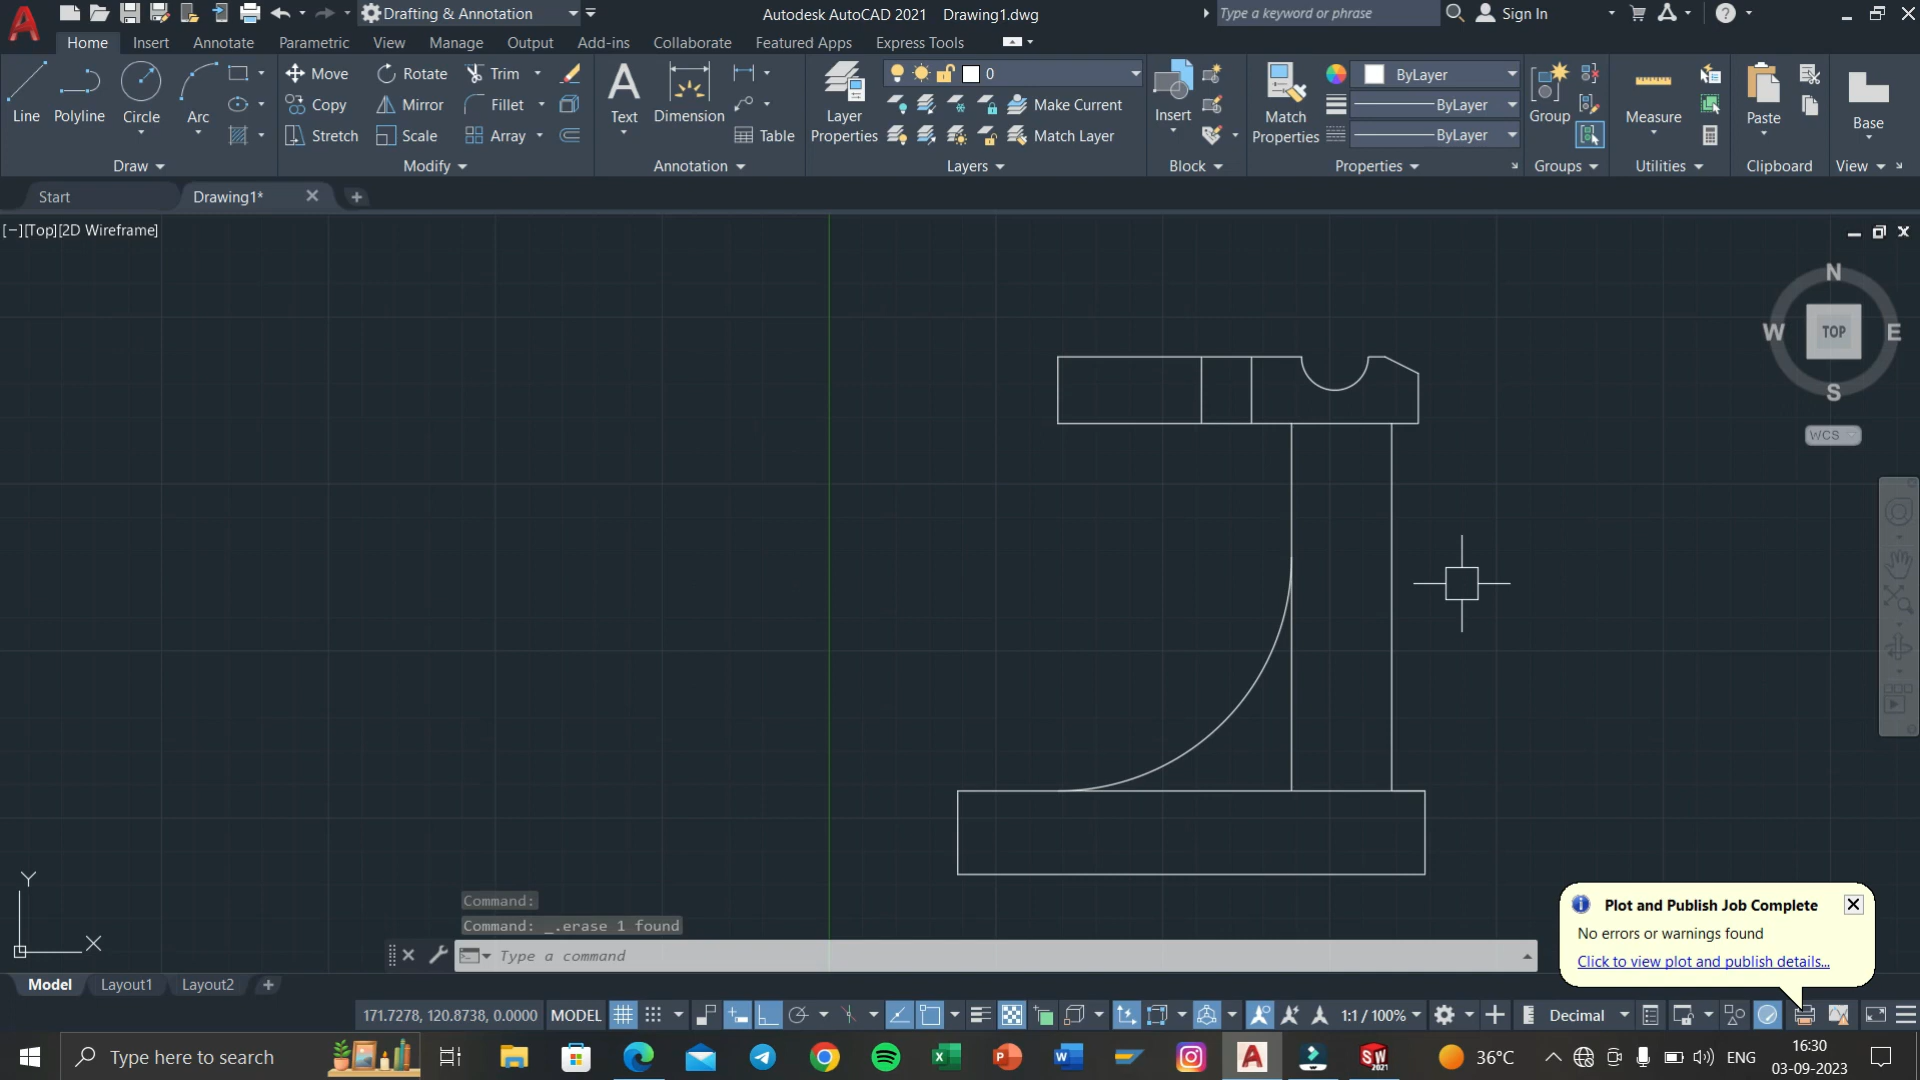 Drafting & Annotation
Autodesk AutoCAD 2021 Drawing1.dwg
Type a keyword or phrase
Sign In
Home Insert Annotate Parametric View Manage Output Add-ins Collaborate Featured Apps Express Tools
Line Polyline Circle Arc
Draw
Move Rotate Trim
Copy Mirror Fillet
Stretch Scale Array
Modify
Text Dimension Table
Annotation
Layer Properties
0
Make Current
Match Layer
Layers
Insert
Block
Match Properties
ByLayer
ByLayer
ByLayer
Properties
Group
Groups
Measure
Utilities
Paste
Clipboard
Base
View
Start Drawing1*
[−][Top][2D Wireframe]
N
W TOP E
S
WCS
Y
X
Command:
Command: _.erase 1 found
Type a command
Plot and Publish Job Complete
No errors or warnings found
Click to view plot and publish details...
Model Layout1 Layout2
171.7278, 120.8738, 0.0000 MODEL 1:1 / 100% Decimal
Type here to search
36°C ENG
16:30
03-09-2023